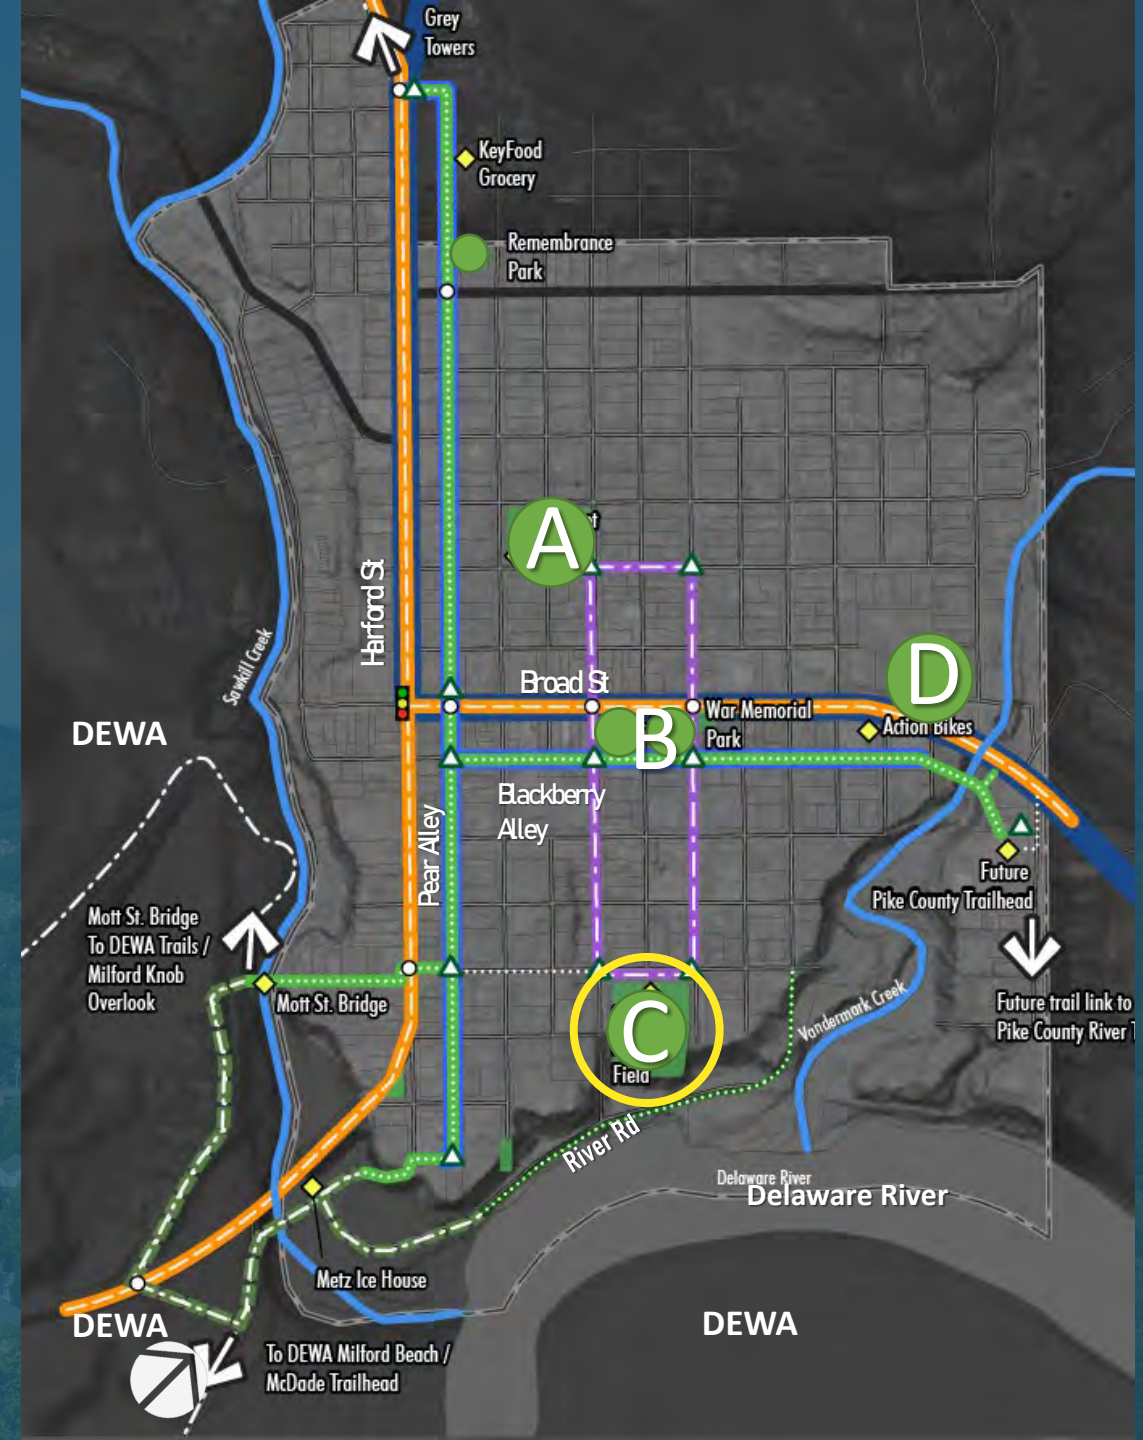 Grey
Towers
KeyFood
Grocery
Remembrance
Park
A
Harford St
Sawkill Creek
Broad St
D
War Memorial
Park
B
Action Bikes
DEWA
Blackberry
Alley
Pear Alley
Future
Pike County Trailhead
Mott St. Bridge
To DEWA Trails /
Milford Knob
Overlook
Mott St. Bridge
Vandermark Creek
Future trail link to
Pike County River
C
Field
River Rd
Delaware River
Delaware River
Metz Ice House
DEWA
DEWA
To DEWA Milford Beach /
McDade Trailhead